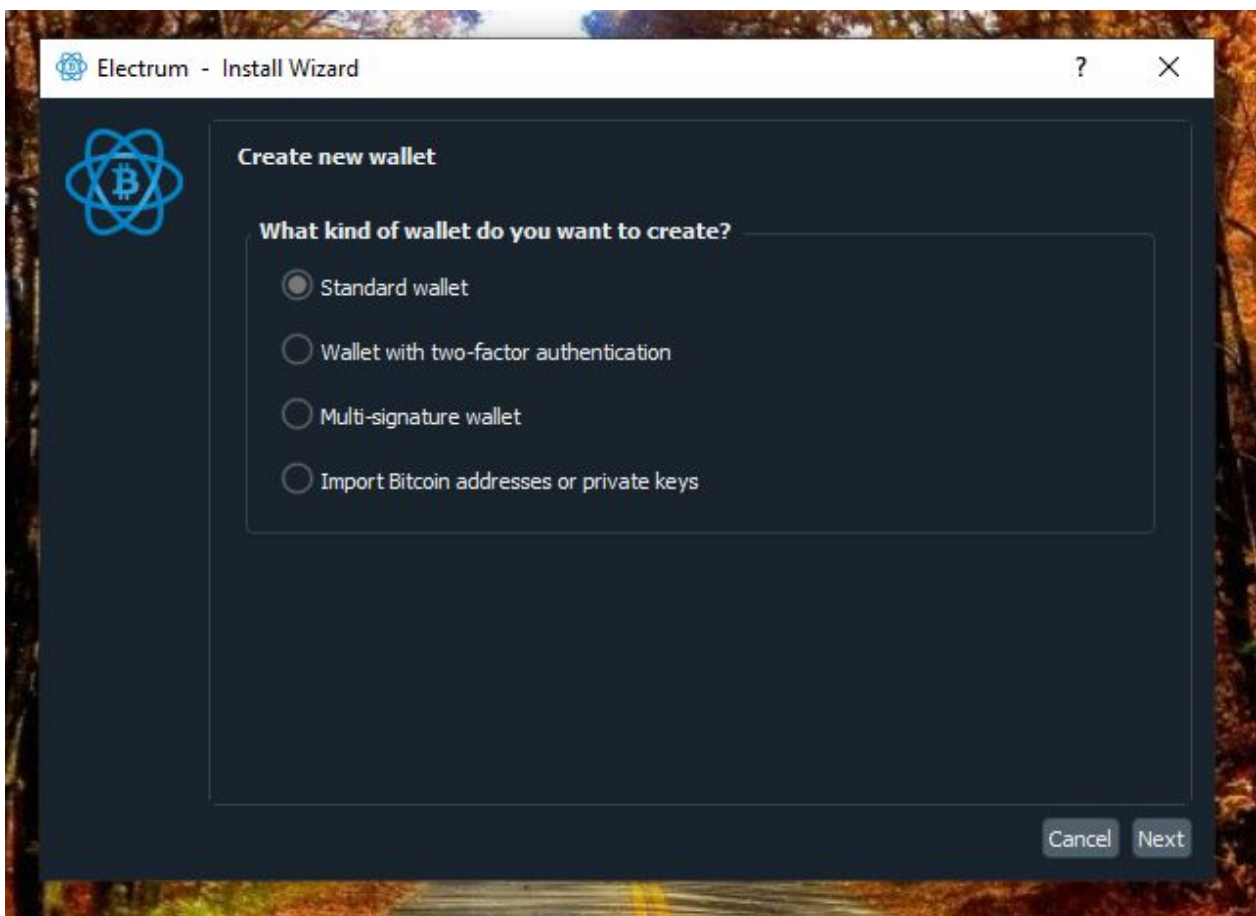 Electrum - Install Wizard
?
Create new wallet
What kind of wallet do you want to create?
Standard wallet
Wallet with two-factor authentication
Multi-signature wallet
Import Bitcoin addresses or private keys
Cancel Next